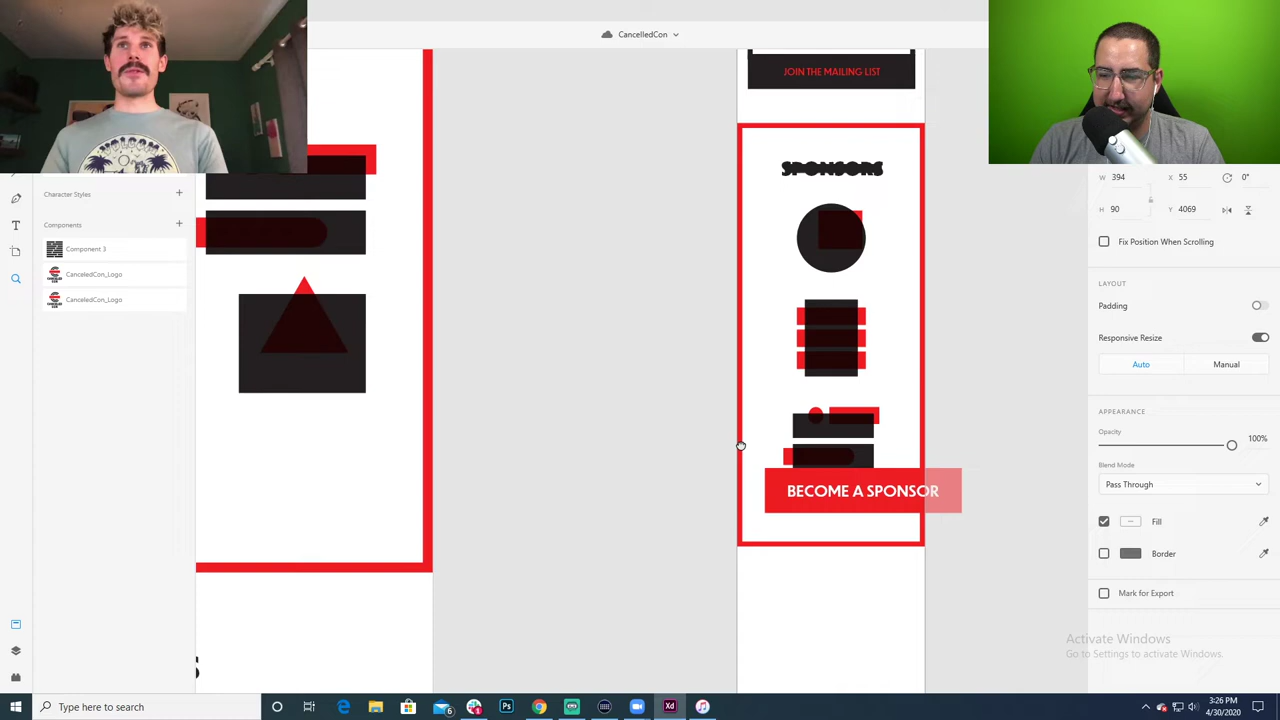 CancelledCon
JOIN THE MAILING LIST
SPONSORS
BECOME A SPONSOR
Character Styles
Components
Component 3
CanceledCon_Logo
CanceledCon_Logo
W 394 X 55 0°
H 90 Y 4069
Fix Position When Scrolling
LAYOUT
Padding
Responsive Resize
Auto Manual
APPEARANCE
Opacity
100%
Blend Mode
Pass Through
Fill
Border
Mark for Export
Activate Windows
Go to Settings to activate Windows.
S
Type here to search
6
Ps
Xd
3:26 PM
4/30/2020